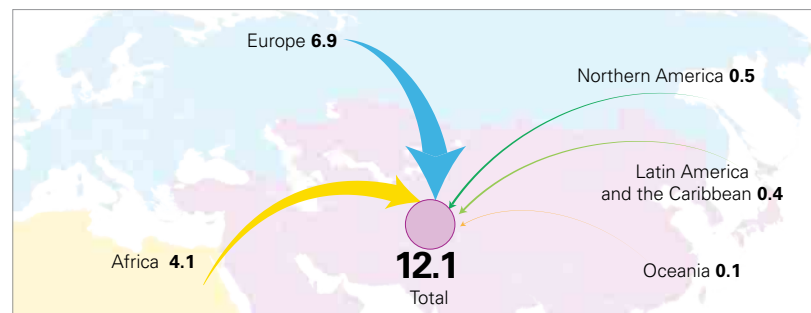 Europe 6.9
Northern America 0.5
Latin America
and the Caribbean 0.4
Africa 4.1
12.1
Total
Oceania 0.1